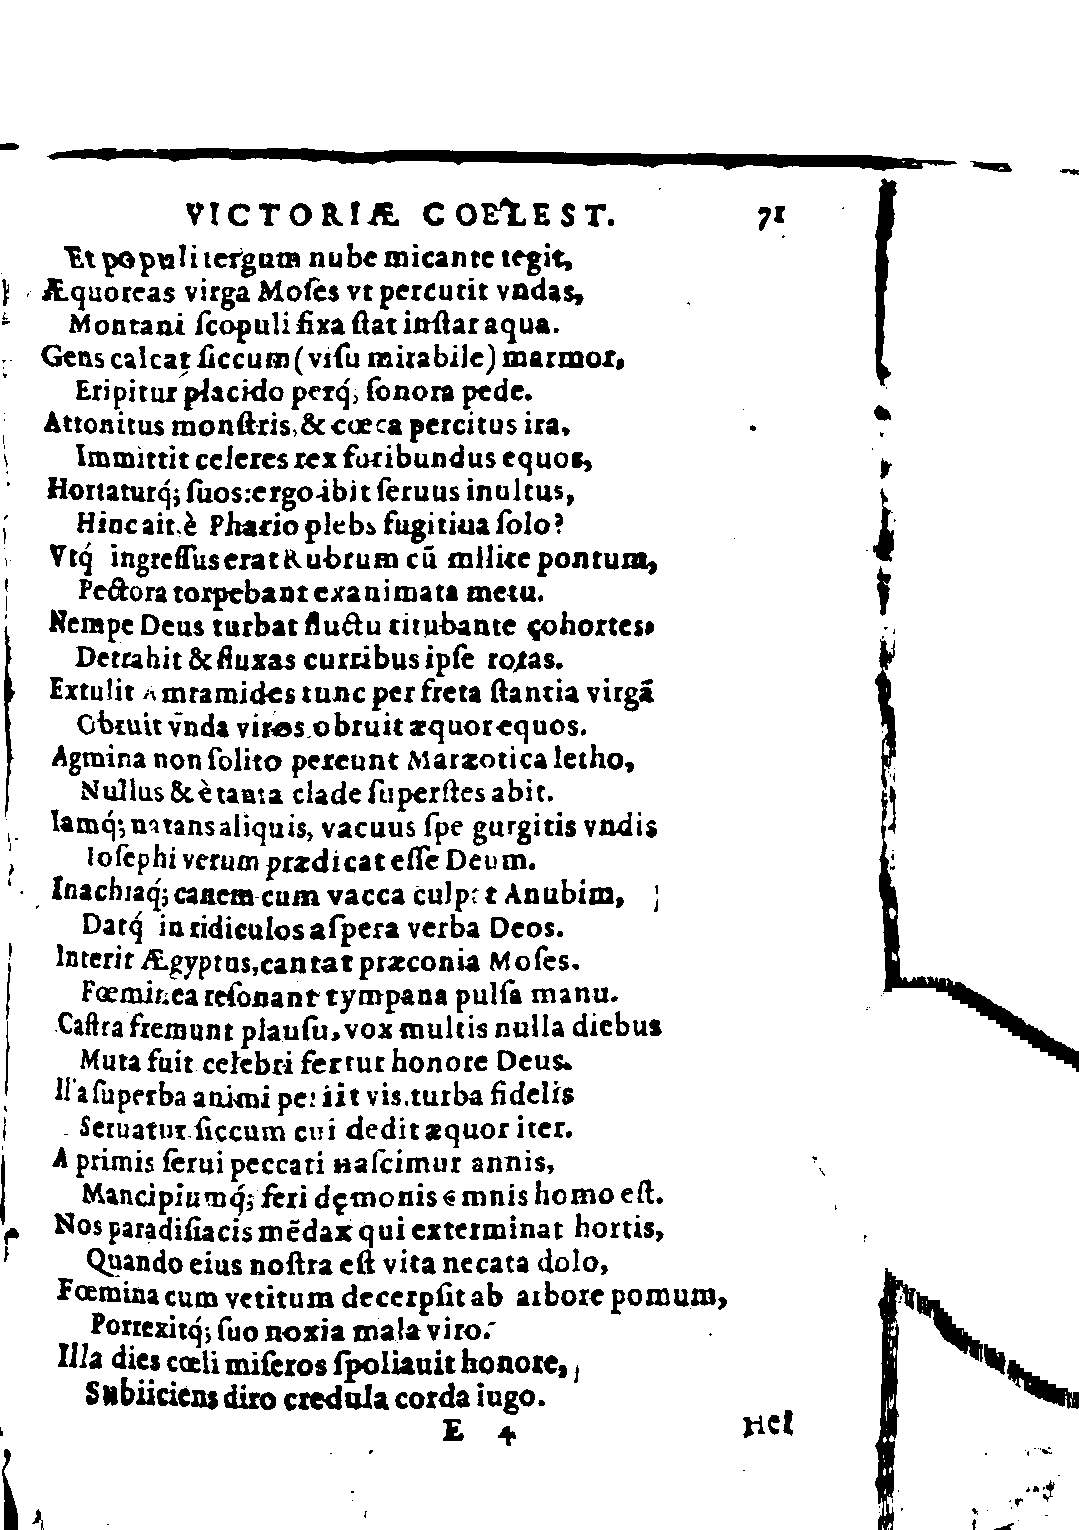 VICTORIÆ COELEST. 71
Et populi tergum nube micante tegit,
Æquoreas virga Moſes vt percutit vndas,
Montani ſcopuli fixa ſtat inſtar aqua.
Gens calcat ſiccum (viſu mirabile) marmor,
Eripitur placido perq́; ſonora pede.
Attonitus monſtris, & cœca percitus ira,
Immittit celeres rex furibundus equos,
Hortaturq́; ſuos: ergo ibit ſeruus inultus,
Hinc ait, è Phario plebs fugitiua ſolo?
Vtq́ ingreſſus erat Rubrum cū milite pontum,
Pectora torpebant exanimata metu.
Nempe Deus turbat fluctu titubante cohortes,
Detrahit & fluxas curribus ipſe rotas.
Extulit Amramides tunc per freta ſtantia virgā
Obruit vnda viros, obruit æquor equos.
Agmina non ſolito pereunt Maræotica letho,
Nullus & è tanta clade ſuperſtes abit.
Iamq́; natans aliquis, vacuus ſpe gurgitis vndis
Ioſephi verum prædicat eſſe Deum.
Inachiaq́; canem cum vacca culpat Anubim,
Datq́ in ridiculos aſpera verba Deos.
Interit Ægyptus, cantat præconia Moſes.
Fœminea reſonant tympana pulſa manu.
Caſtra fremunt plauſu, vox multis nulla diebus
Muta fuit celebri fertur honore Deus.
Illa ſuperba animi periit vis, turba fidelis
Seruatur ſiccum cui dedit æquor iter.
A primis ſerui peccati naſcimur annis,
Mancipiumq́; feri dęmonis omnis homo eſt.
Nos paradiſiacis mēdax qui exterminat hortis,
Quando eius noſtra eſt vita necata dolo,
Fœmina cum vetitum decerpſit ab arbore pomum,
Porrexitq́; ſuo noxia mala viro.
Illa dies cœli miſeros ſpoliauit honore,
Subiiciens diro credula corda iugo.
E 4 Hei